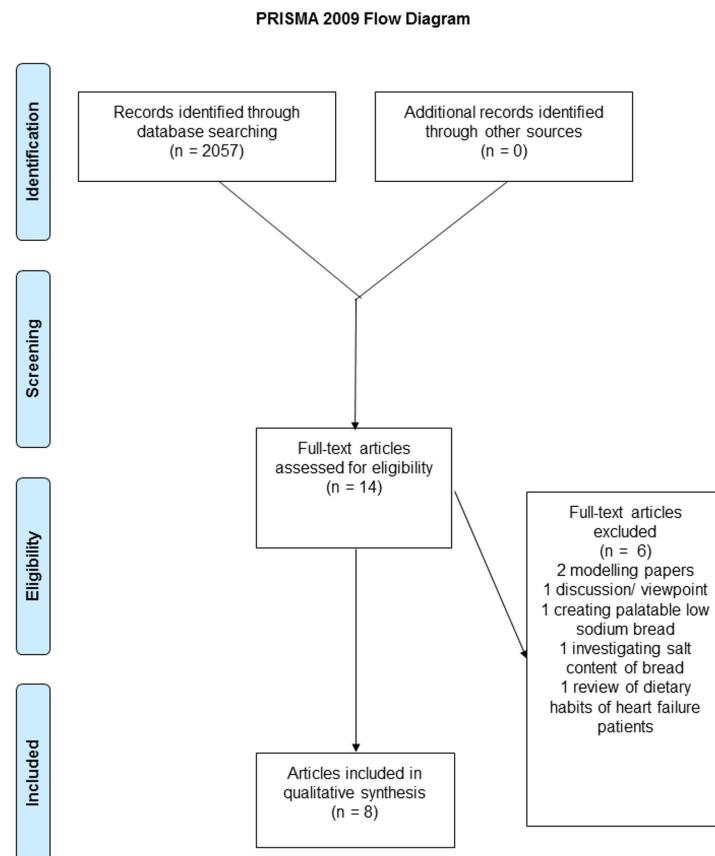 PRISMA 2009 Flow Diagram
Identification
Records identified through
database searching
(n = 2057)
Additional records identified
through other sources
(n = 0)
Screening
Full-text articles
assessed for eligibility
(n = 14)
Eligibility
Full-text articles
excluded
(n = 6)
2 modelling papers
1 discussion/ viewpoint
1 creating palatable low
sodium bread
1 investigating salt
content of bread
1 review of dietary
habits of heart failure
patients
Included
Articles included in
qualitative synthesis
(n = 8)